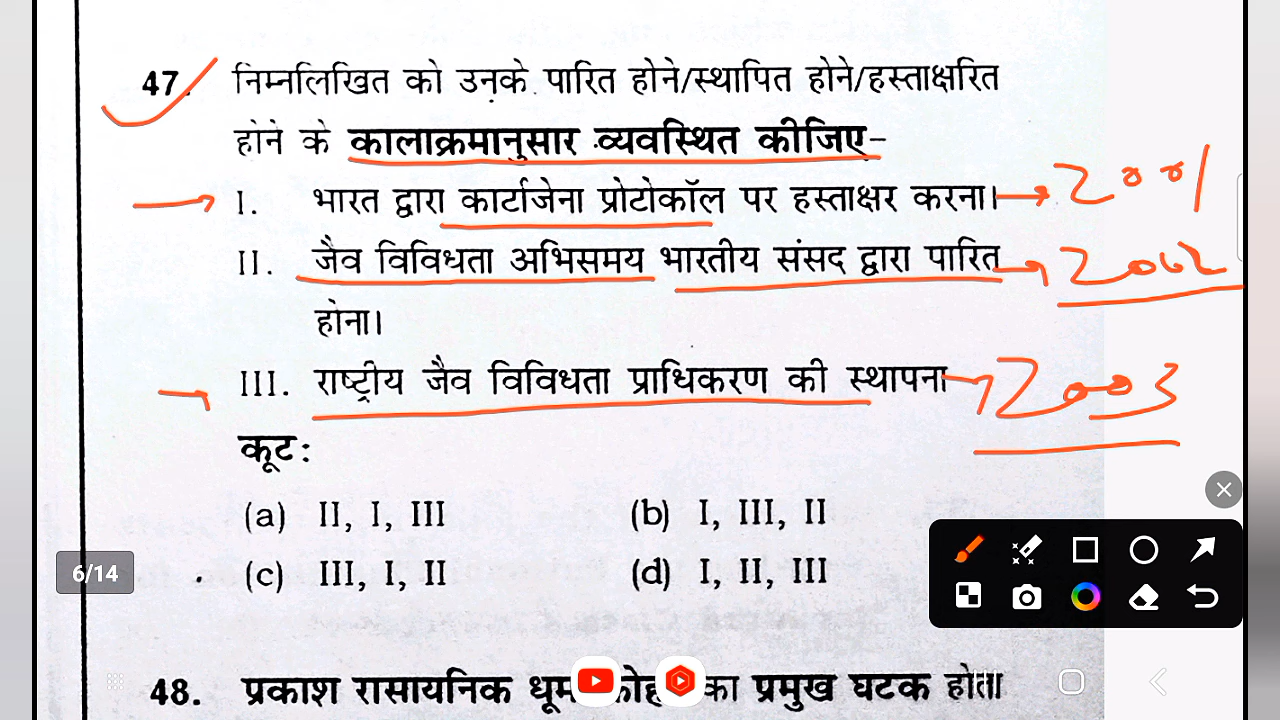 47. निम्नलिखित को उनके पारित होने/स्थापित होने/हस्ताक्षरित
होने के कालाक्रमानुसार व्यवस्थित कीजिए–
I. भारत द्वारा कार्टाजेना प्रोटोकॉल पर हस्ताक्षर करना। 2001
II. जैव विविधता अभिसमय भारतीय संसद द्वारा पारित 2002
होना।
III. राष्ट्रीय जैव विविधता प्राधिकरण की स्थापना 2003
कूट:
(a) II, I, III (b) I, III, II
(c) III, I, II (d) I, II, III
6/14
48. प्रकाश रासायनिक का प्रमुख घटक होता